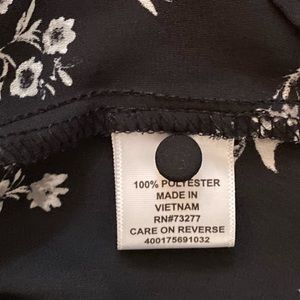 100% POLYESTER
MADE IN
VIETNAM
RN#73277
CARE ON REVERSE
400175691032